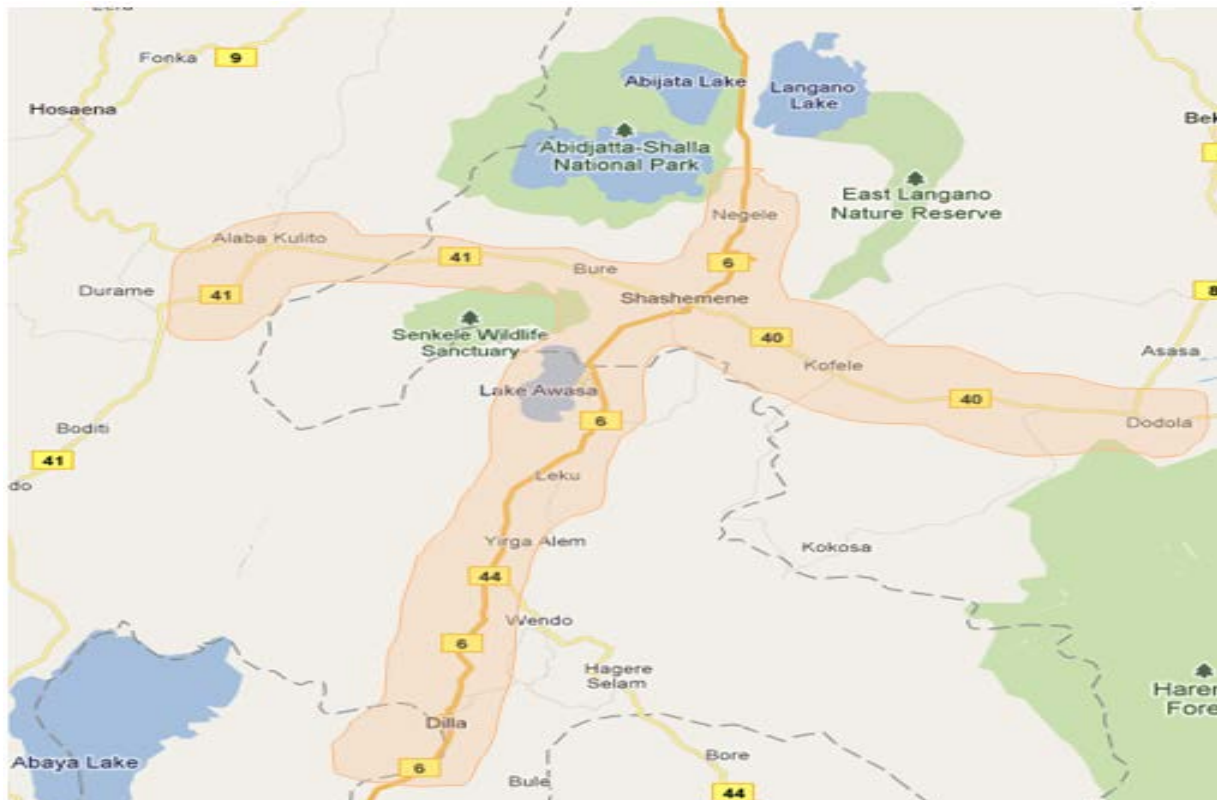 Fonka
9
Hosaena
Abijata Lake
Langano
Lake
Abidjatta-Shalla
National Park
East Langano
Nature Reserve
Negele
Alaba Kulito
41
6
Bure
Durame
41
Shashemene
Senkele Wildlife
Sanctuary
40
Asasa
Kofele
Lake Awasa
40
6
Dodola
Boditi
41
Leku
Yirga Alem
Kokosa
44
Wendo
6
Hagere
Selam
Dilla
Abaya Lake
6
Bule
Bore
44